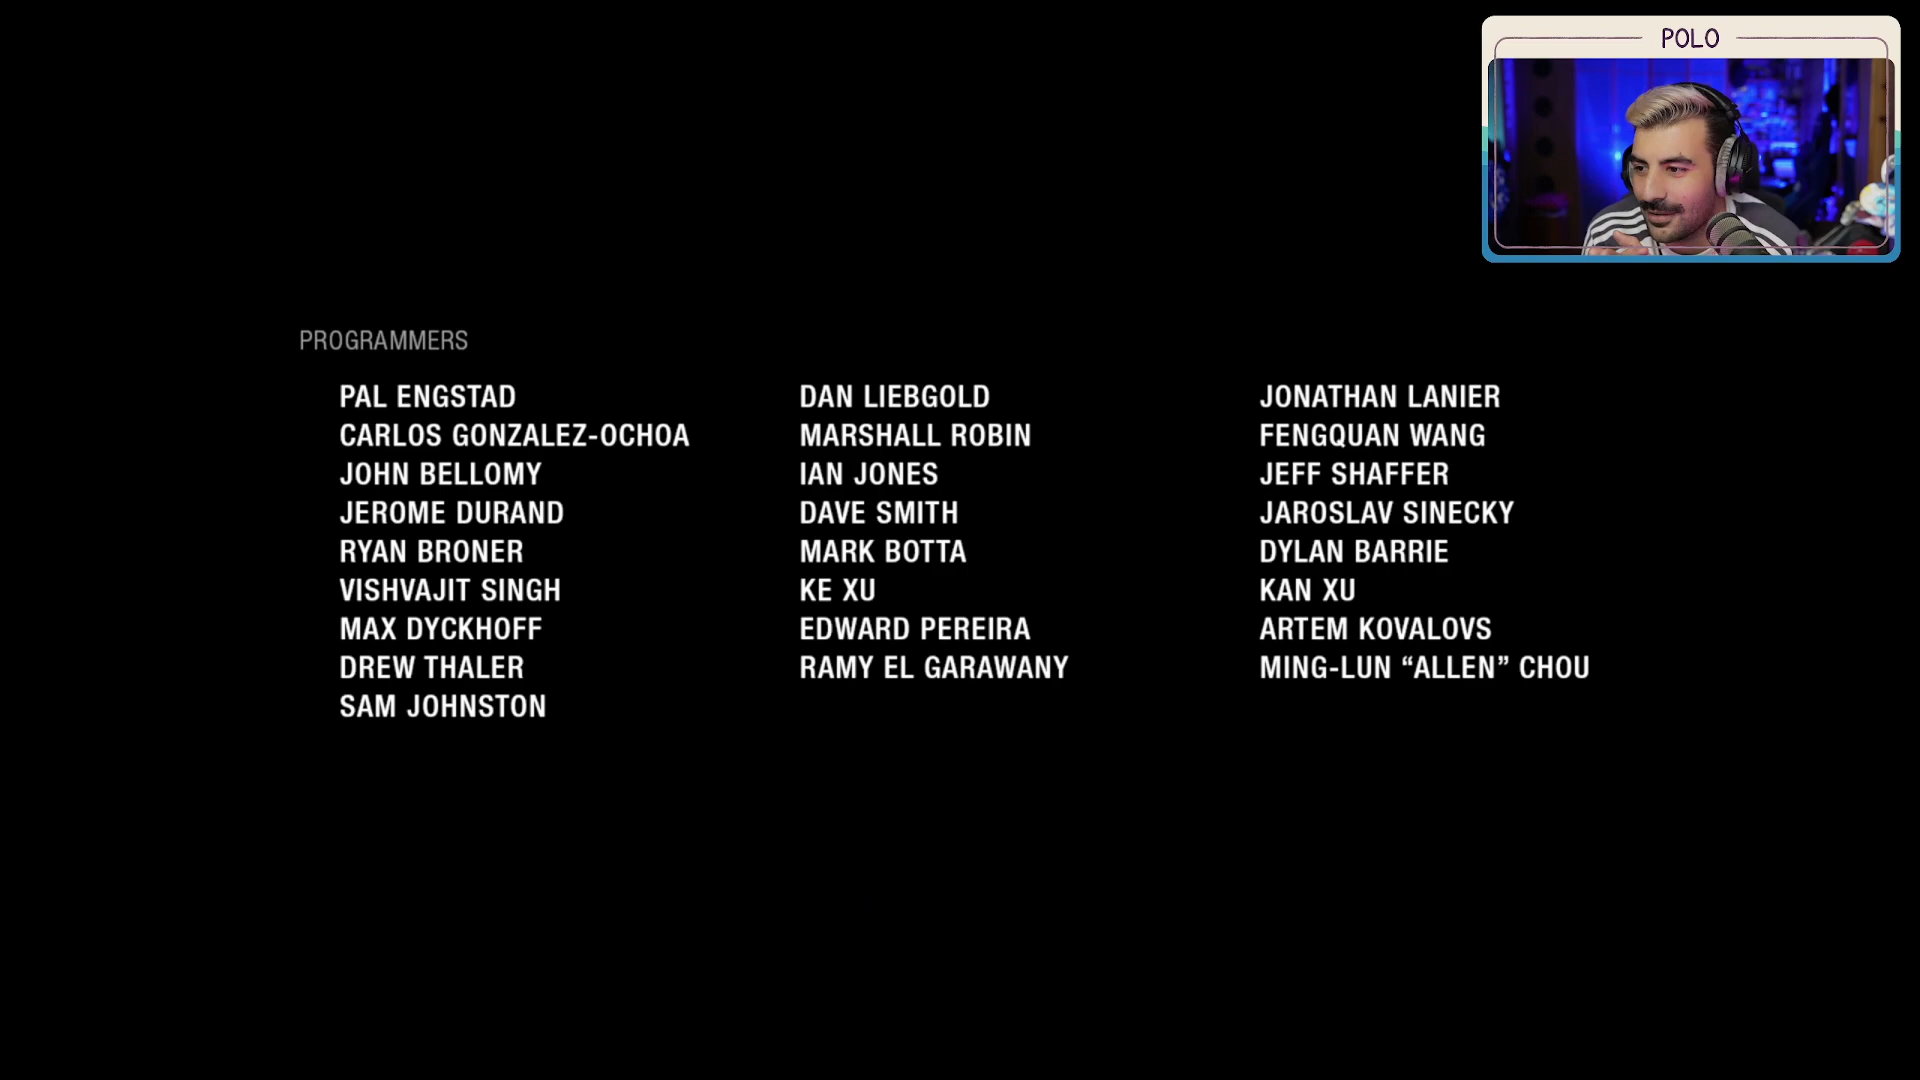 POLO
PROGRAMMERS
PAL ENGSTAD
CARLOS GONZALEZ-OCHOA
JOHN BELLOMY
JEROME DURAND
RYAN BRONER
VISHVAJIT SINGH
MAX DYCKHOFF
DREW THALER
SAM JOHNSTON
DAN LIEBGOLD
MARSHALL ROBIN
IAN JONES
DAVE SMITH
MARK BOTTA
KE XU
EDWARD PEREIRA
RAMY EL GARAWANY
JONATHAN LANIER
FENGQUAN WANG
JEFF SHAFFER
JAROSLAV SINECKY
DYLAN BARRIE
KAN XU
ARTEM KOVALOVS
MING-LUN “ALLEN” CHOU